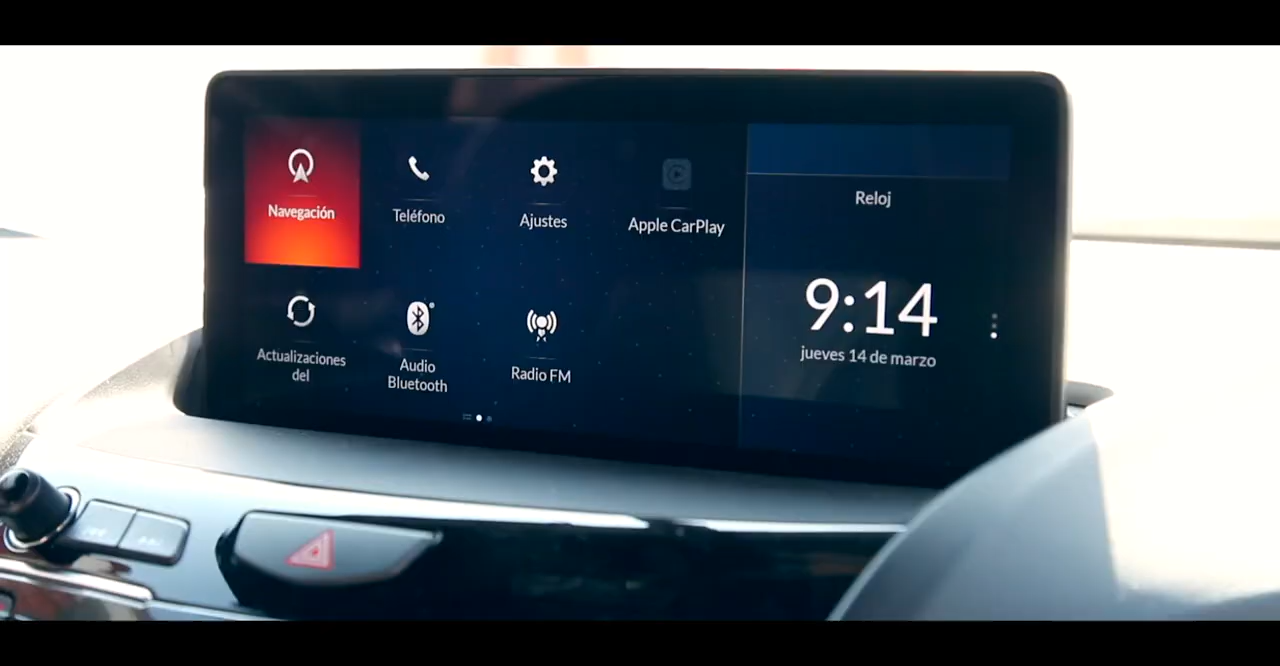 Navegación
Teléfono
Ajustes
Apple CarPlay
Actualizaciones
del
Audio
Bluetooth
Radio FM
Reloj
9:14
jueves 14 de marzo